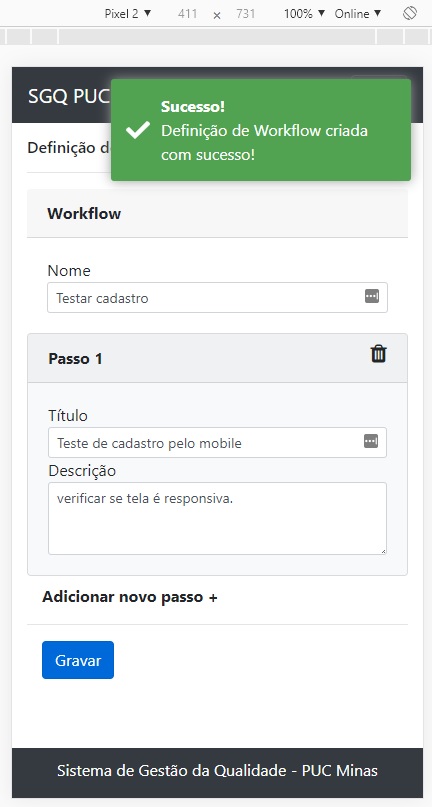 Pixel 2 ▼ 411 × 731 100% ▼ Online ▼
SGQ PUC
Sucesso!
Definição de Workflow criada
com sucesso!
Definição d
Workflow
Nome
Testar cadastro
Passo 1
Título
Teste de cadastro pelo mobile
Descrição
verificar se tela é responsiva.
Adicionar novo passo +
Gravar
Sistema de Gestão da Qualidade - PUC Minas